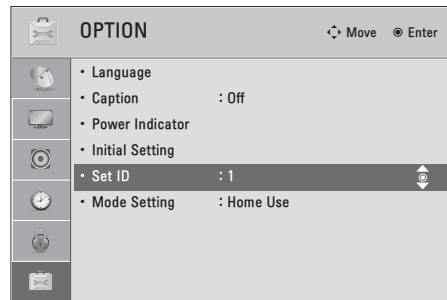 OPTION
Move
Enter
• Language
• Caption : Off
• Power Indicator
• Initial Setting
• Set ID : 1
• Mode Setting : Home Use